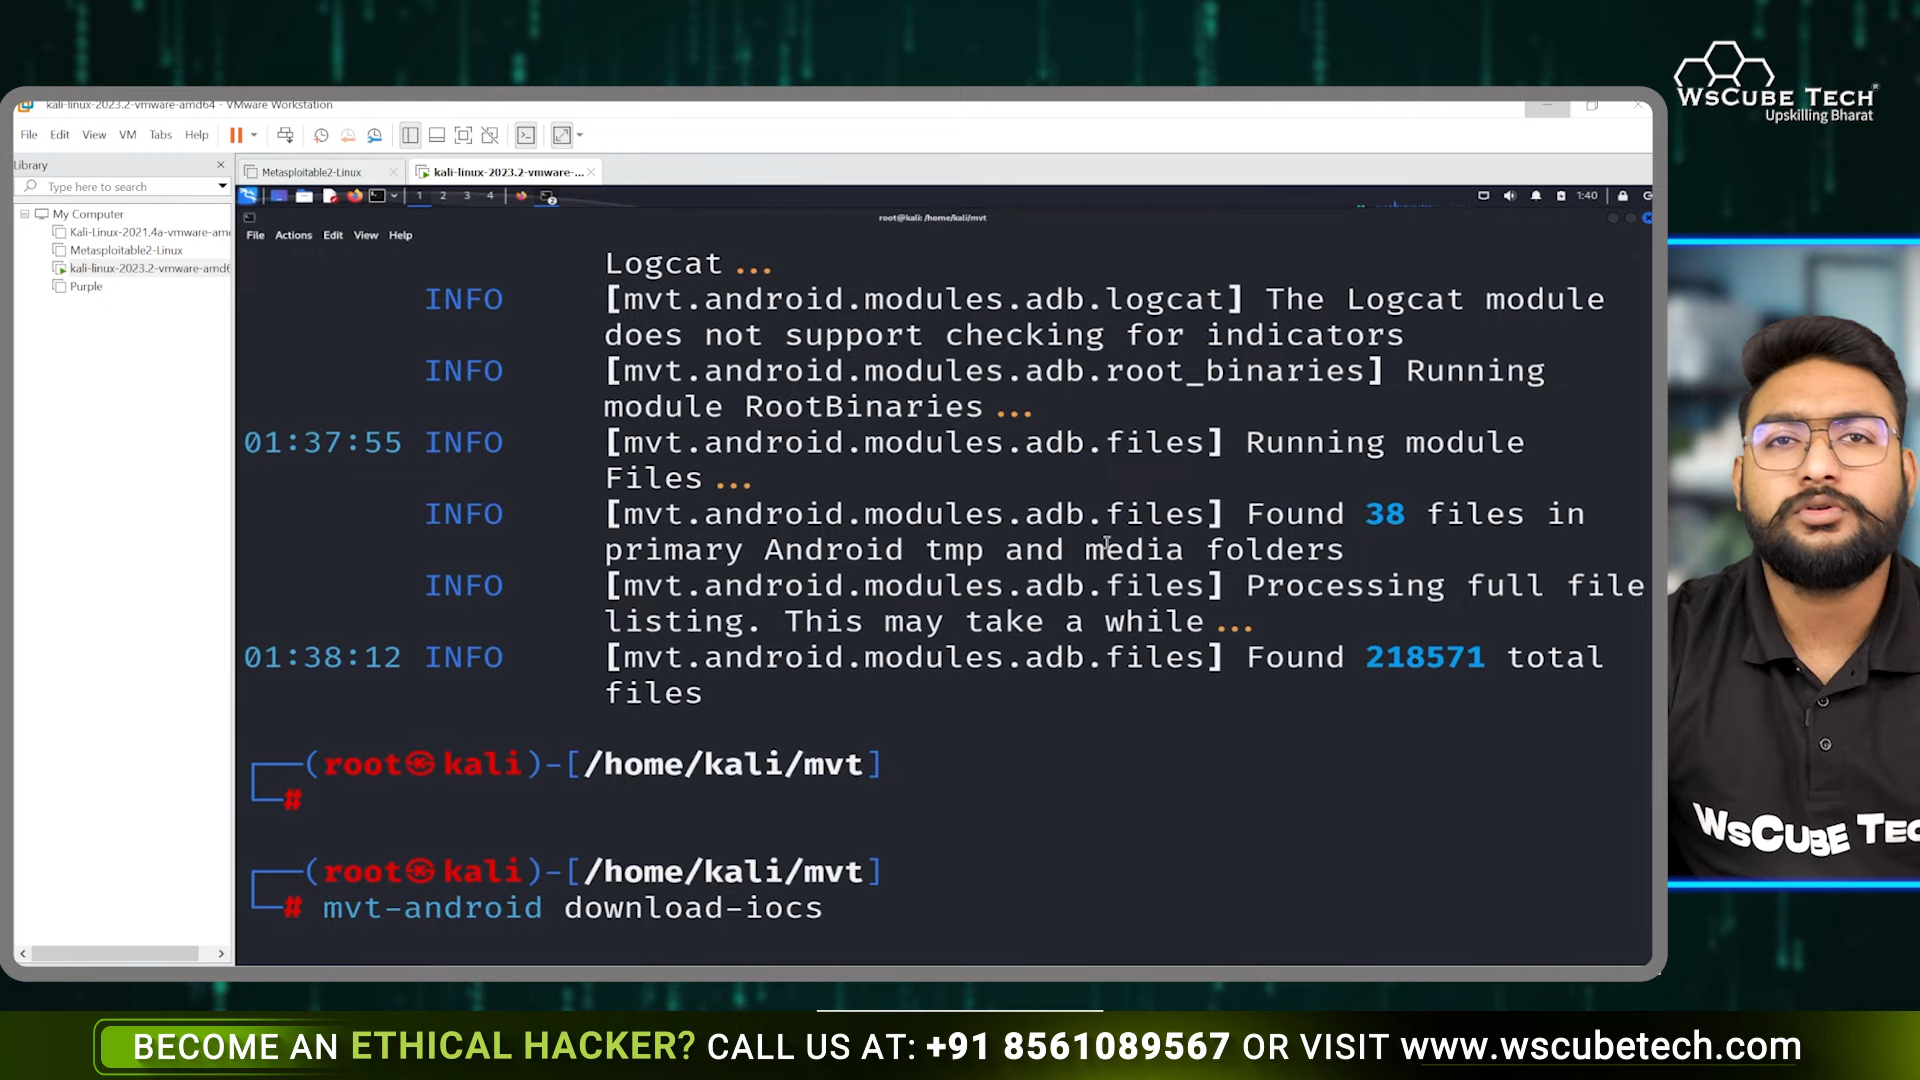 WsCube Tech
Upskilling Bharat
kali-linux-2023.2-vmware-amd64 - VMware Workstation
File Edit View VM Tabs Help
Library
Type here to search
My Computer
Kali-Linux-2021.4a-vmware-am
Metasploitable2-Linux
kali-linux-2023.2-vmware-amd6
Purple
Metasploitable2-Linux
kali-linux-2023.2-vmware-...
1 2 3 4
1:40
root@kali: /home/kali/mvt
File Actions Edit View Help
Logcat ...
INFO [mvt.android.modules.adb.logcat] The Logcat module
does not support checking for indicators
INFO [mvt.android.modules.adb.root_binaries] Running
module RootBinaries ...
01:37:55 INFO [mvt.android.modules.adb.files] Running module
Files ...
INFO [mvt.android.modules.adb.files] Found 38 files in
primary Android tmp and media folders
INFO [mvt.android.modules.adb.files] Processing full file
listing. This may take a while ...
01:38:12 INFO [mvt.android.modules.adb.files] Found 218571 total
files
(root㉿kali)-[/home/kali/mvt]
#
(root㉿kali)-[/home/kali/mvt]
# mvt-android download-iocs
WsCube Tec
BECOME AN ETHICAL HACKER? CALL US AT: +91 8561089567 OR VISIT www.wscubetech.com